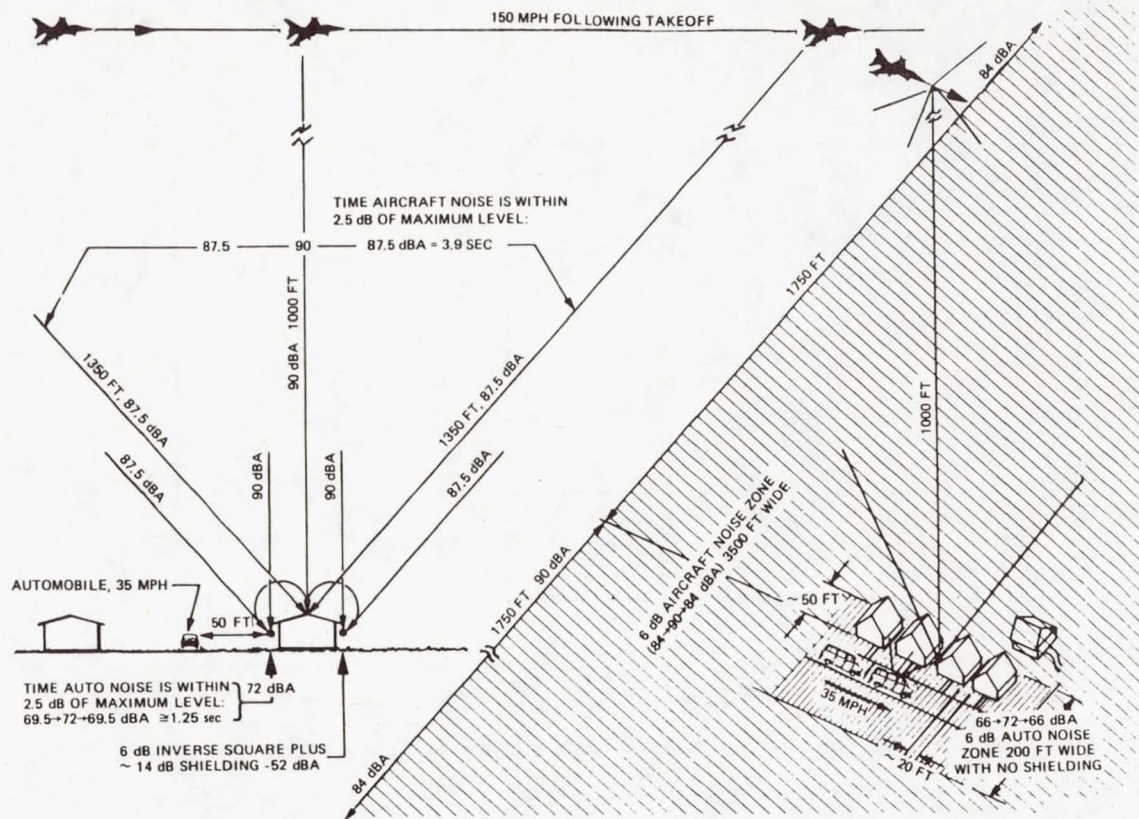 150 MPH FOLLOWING TAKEOFF
84 dBA
TIME AIRCRAFT NOISE IS WITHIN
2.5 dB OF MAXIMUM LEVEL:
87.5
90
87.5 dBA = 3.9 SEC
90 dBA 1000 FT
1350 FT, 87.5 dBA
1350 FT, 87.5 dBA
1750 FT
1000 FT
87.5 dBA
90 dBA
90 dBA
87.5 dBA
6 dB AIRCRAFT NOISE ZONE
(84→90→84 dBA) 3500 FT WIDE
AUTOMOBILE, 35 MPH
50 FT
1750 FT 90 dBA
~ 50 FT
TIME AUTO NOISE IS WITHIN
2.5 dB OF MAXIMUM LEVEL:
69.5→72→69.5 dBA ≅1.25 sec
72 dBA
35 MPH
66→72→66 dBA
6 dB AUTO NOISE
ZONE 200 FT WIDE
WITH NO SHIELDING
6 dB INVERSE SQUARE PLUS
~ 14 dB SHIELDING -52 dBA
~ 20 FT
84 dBA